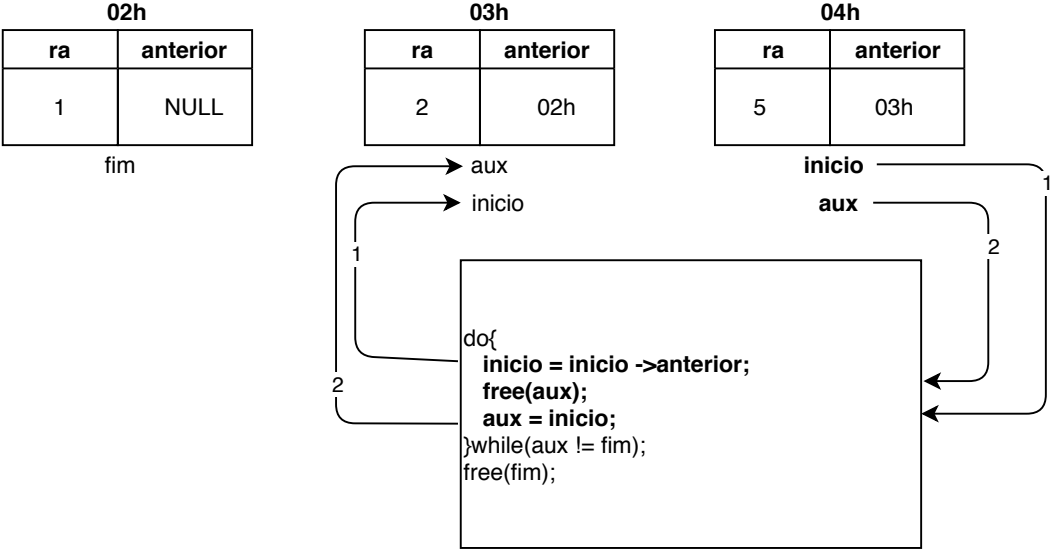 02h 03h 04h
ra anterior ra anterior ra anterior
1 NULL 2 02h 5 03h
fim aux inicio
1
inicio aux
1 2
2
do{
inicio = inicio ->anterior;
free(aux);
aux = inicio;
}while(aux != fim);
free(fim);